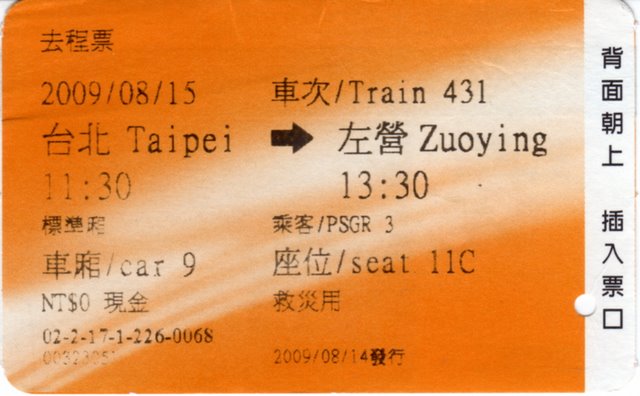 去程票
2009/08/15 車次/Train 431
台北 Taipei ➡ 左營 Zuoying
11:30 13:30
標準廂 乘客/PSGR 3
車廂/car 9 座位/seat 11C
NT$0 現金 救災用
02-2-17-1-226-0068
2009/08/14發行
背面朝上 插入票口